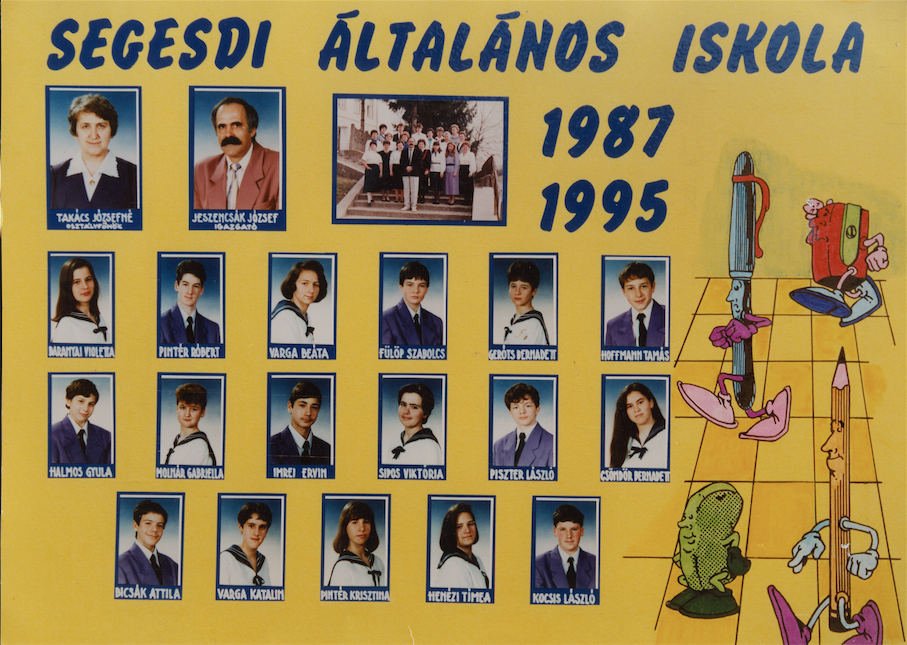 SEGESDI ÁLTALÁNOS ISKOLA
1987
1995
TAKÁCS JÓZSEFNÉ
OSZTÁLYFŐNÖK
JESZENCSÁK JÓZSEF
IGAZGATÓ
BARANYAI VIOLETTA
PINTÉR RÓBERT
VARGA BEÁTA
FÜLÖP SZABOLCS
GERŐTS BERNADETT
HOFFMANN TAMÁS
HALMOS GYULA
MOLNÁR GABRIELLA
IMREI ERVIN
SIPOS VIKTÓRIA
PISZTER LÁSZLÓ
CSÖNDÖR BERNADETT
BICSÁK ATTILA
VARGA KATALIN
PINTÉR KRISZTINA
HENÉZI TÍMEA
KOCSIS LÁSZLÓ